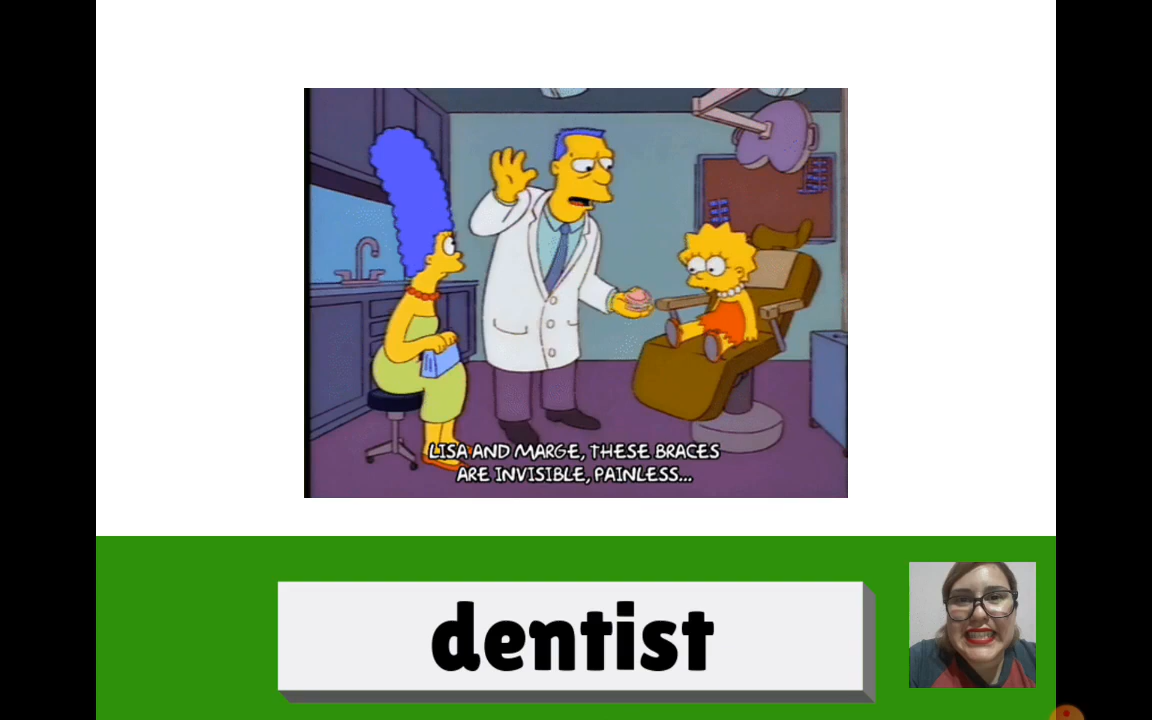 LISA AND MARGE, THESE BRACES
ARE INVISIBLE, PAINLESS...
dentist